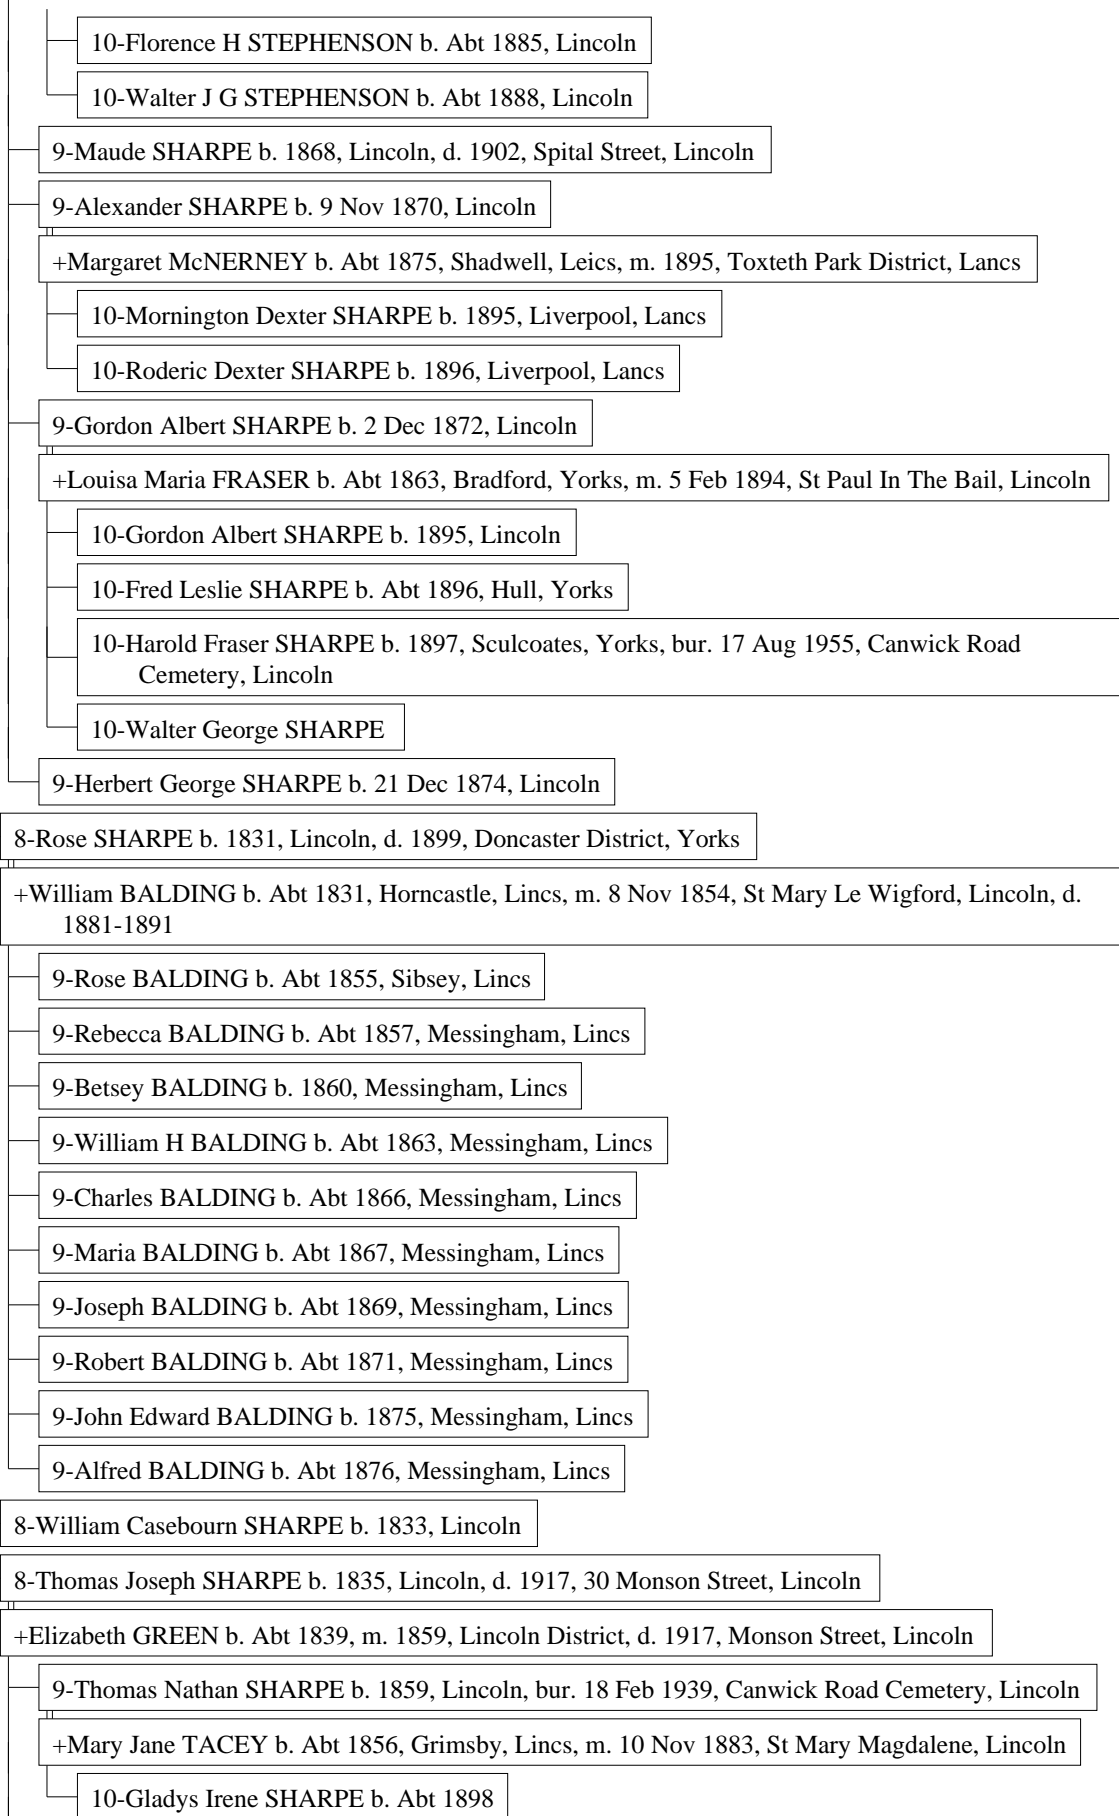 10-Florence H STEPHENSON b. Abt 1885, Lincoln
10-Walter J G STEPHENSON b. Abt 1888, Lincoln
9-Maude SHARPE b. 1868, Lincoln, d. 1902, Spital Street, Lincoln
9-Alexander SHARPE b. 9 Nov 1870, Lincoln
+Margaret McNERNEY b. Abt 1875, Shadwell, Leics, m. 1895, Toxteth Park District, Lancs
10-Mornington Dexter SHARPE b. 1895, Liverpool, Lancs
10-Roderic Dexter SHARPE b. 1896, Liverpool, Lancs
9-Gordon Albert SHARPE b. 2 Dec 1872, Lincoln
+Louisa Maria FRASER b. Abt 1863, Bradford, Yorks, m. 5 Feb 1894, St Paul In The Bail, Lincoln
10-Gordon Albert SHARPE b. 1895, Lincoln
10-Fred Leslie SHARPE b. Abt 1896, Hull, Yorks
10-Harold Fraser SHARPE b. 1897, Sculcoates, Yorks, bur. 17 Aug 1955, Canwick Road
Cemetery, Lincoln
10-Walter George SHARPE
9-Herbert George SHARPE b. 21 Dec 1874, Lincoln
8-Rose SHARPE b. 1831, Lincoln, d. 1899, Doncaster District, Yorks
+William BALDING b. Abt 1831, Horncastle, Lincs, m. 8 Nov 1854, St Mary Le Wigford, Lincoln, d.
1881-1891
9-Rose BALDING b. Abt 1855, Sibsey, Lincs
9-Rebecca BALDING b. Abt 1857, Messingham, Lincs
9-Betsey BALDING b. 1860, Messingham, Lincs
9-William H BALDING b. Abt 1863, Messingham, Lincs
9-Charles BALDING b. Abt 1866, Messingham, Lincs
9-Maria BALDING b. Abt 1867, Messingham, Lincs
9-Joseph BALDING b. Abt 1869, Messingham, Lincs
9-Robert BALDING b. Abt 1871, Messingham, Lincs
9-John Edward BALDING b. 1875, Messingham, Lincs
9-Alfred BALDING b. Abt 1876, Messingham, Lincs
8-William Casebourn SHARPE b. 1833, Lincoln
8-Thomas Joseph SHARPE b. 1835, Lincoln, d. 1917, 30 Monson Street, Lincoln
+Elizabeth GREEN b. Abt 1839, m. 1859, Lincoln District, d. 1917, Monson Street, Lincoln
9-Thomas Nathan SHARPE b. 1859, Lincoln, bur. 18 Feb 1939, Canwick Road Cemetery, Lincoln
+Mary Jane TACEY b. Abt 1856, Grimsby, Lincs, m. 10 Nov 1883, St Mary Magdalene, Lincoln
10-Gladys Irene SHARPE b. Abt 1898